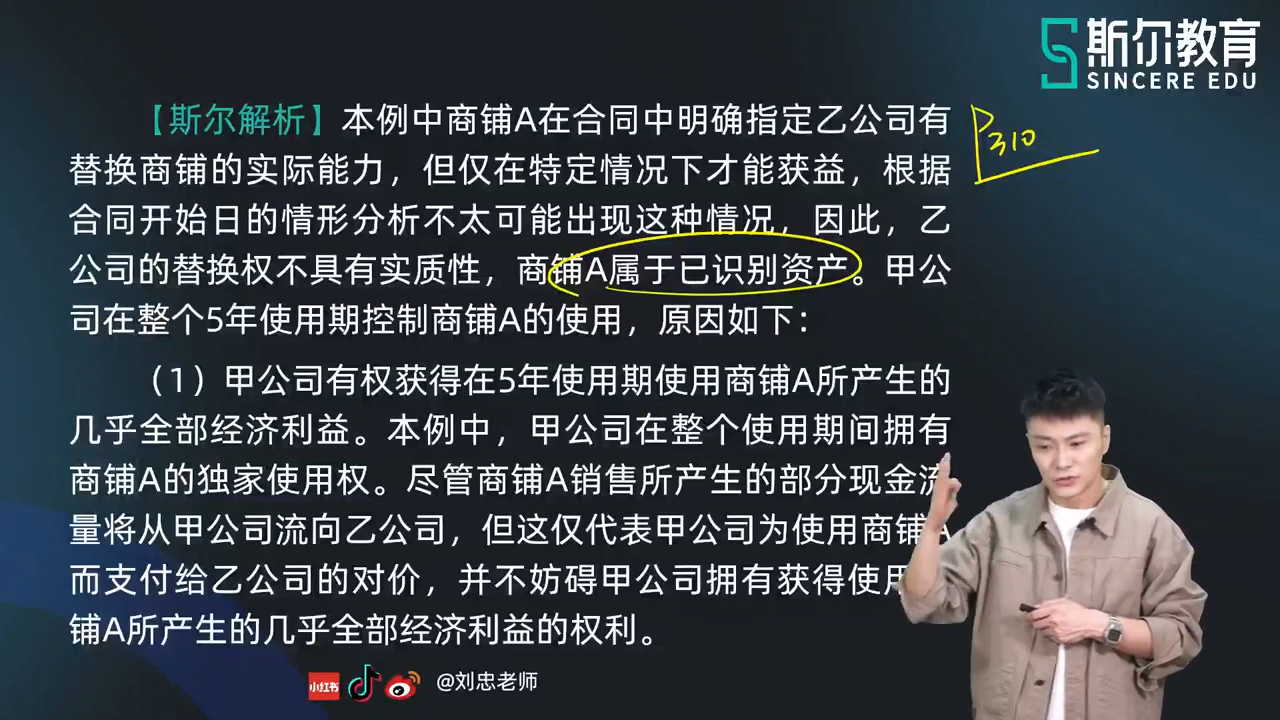 斯尔教育
SINCERE EDU
【斯尔解析】本例中商铺A在合同中明确指定乙公司有
替换商铺的实际能力，但仅在特定情况下才能获益，根据
合同开始日的情形分析不太可能出现这种情况，因此，乙
公司的替换权不具有实质性，商铺A属于已识别资产。甲公
司在整个5年使用期控制商铺A的使用，原因如下：
P310
（1）甲公司有权获得在5年使用期使用商铺A所产生的
几乎全部经济利益。本例中，甲公司在整个使用期间拥有
商铺A的独家使用权。尽管商铺A销售所产生的部分现金流
量将从甲公司流向乙公司，但这仅代表甲公司为使用商铺A
而支付给乙公司的对价，并不妨碍甲公司拥有获得使用
铺A所产生的几乎全部经济利益的权利。
小红书
@刘忠老师